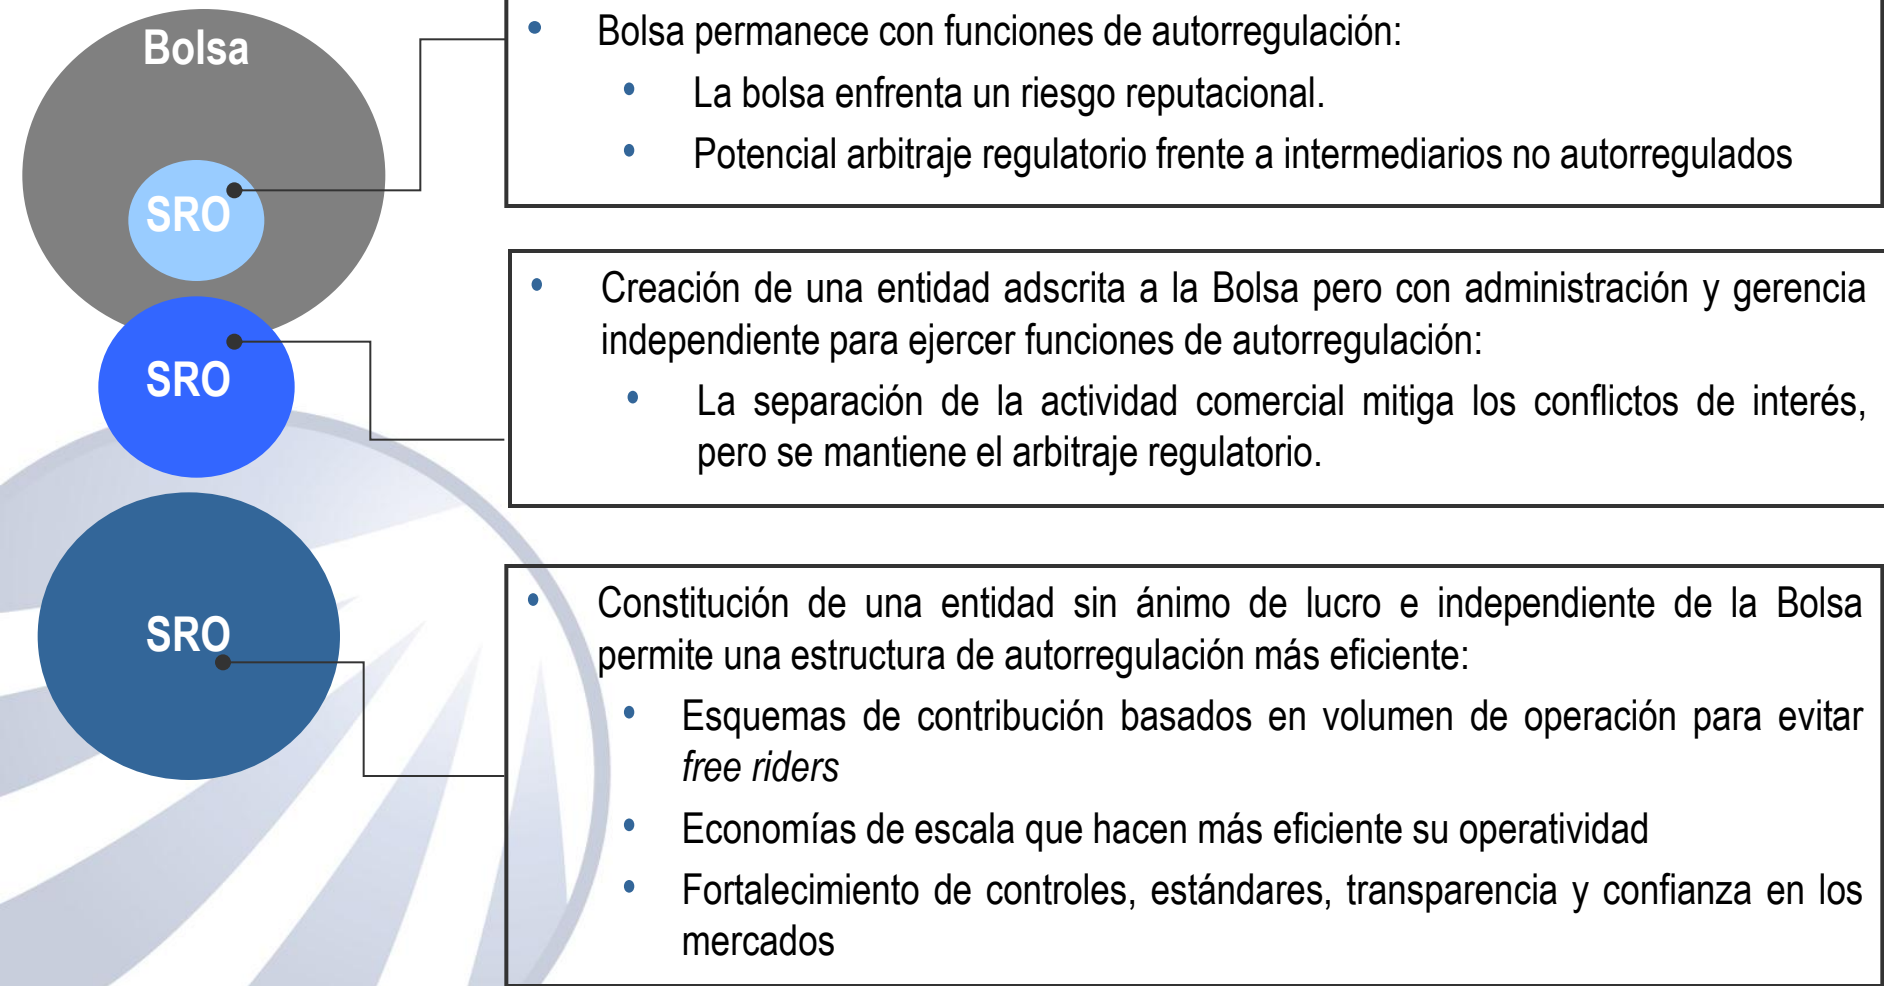 Bolsa
SRO
SRO
SRO
• Bolsa permanece con funciones de autorregulación:
• La bolsa enfrenta un riesgo reputacional.
• Potencial arbitraje regulatorio frente a intermediarios no autorregulados
• Creación de una entidad adscrita a la Bolsa pero con administración y gerencia
independiente para ejercer funciones de autorregulación:
• La separación de la actividad comercial mitiga los conflictos de interés,
pero se mantiene el arbitraje regulatorio.
• Constitución de una entidad sin ánimo de lucro e independiente de la Bolsa
permite una estructura de autorregulación más eficiente:
• Esquemas de contribución basados en volumen de operación para evitar
free riders
• Economías de escala que hacen más eficiente su operatividad
• Fortalecimiento de controles, estándares, transparencia y confianza en los
mercados